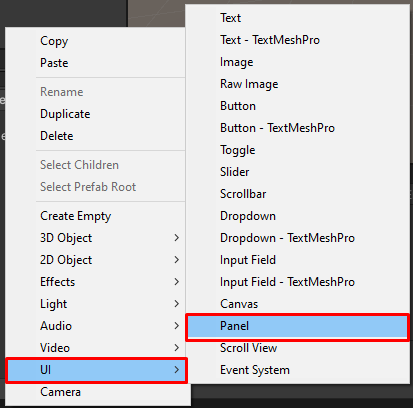 Copy
Paste
Rename
Duplicate
Delete
Select Children
Select Prefab Root
Create Empty
3D Object
2D Object
Effects
Light
Audio
Video
UI
Camera
Text
Text - TextMeshPro
Image
Raw Image
Button
Button - TextMeshPro
Toggle
Slider
Scrollbar
Dropdown
Dropdown - TextMeshPro
Input Field
Input Field - TextMeshPro
Canvas
Panel
Scroll View
Event System